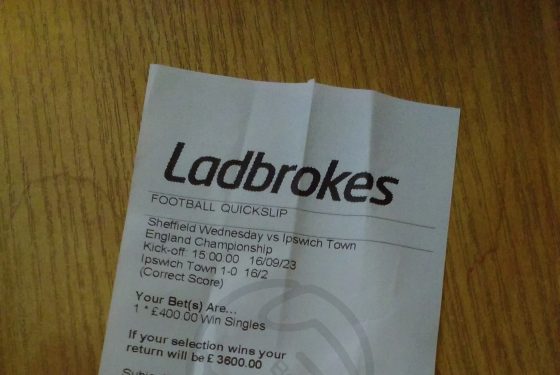 Ladbrokes
FOOTBALL QUICKSLIP
Sheffield Wednesday vs Ipswich Town
England Championship
Kick-off 15:00:00 16/09/23
Ipswich Town 1-0 16/2
(Correct Score)
Your Bet(s) Are...
1 * £400.00 Win Singles
If your selection wins your
return will be £ 3600.00